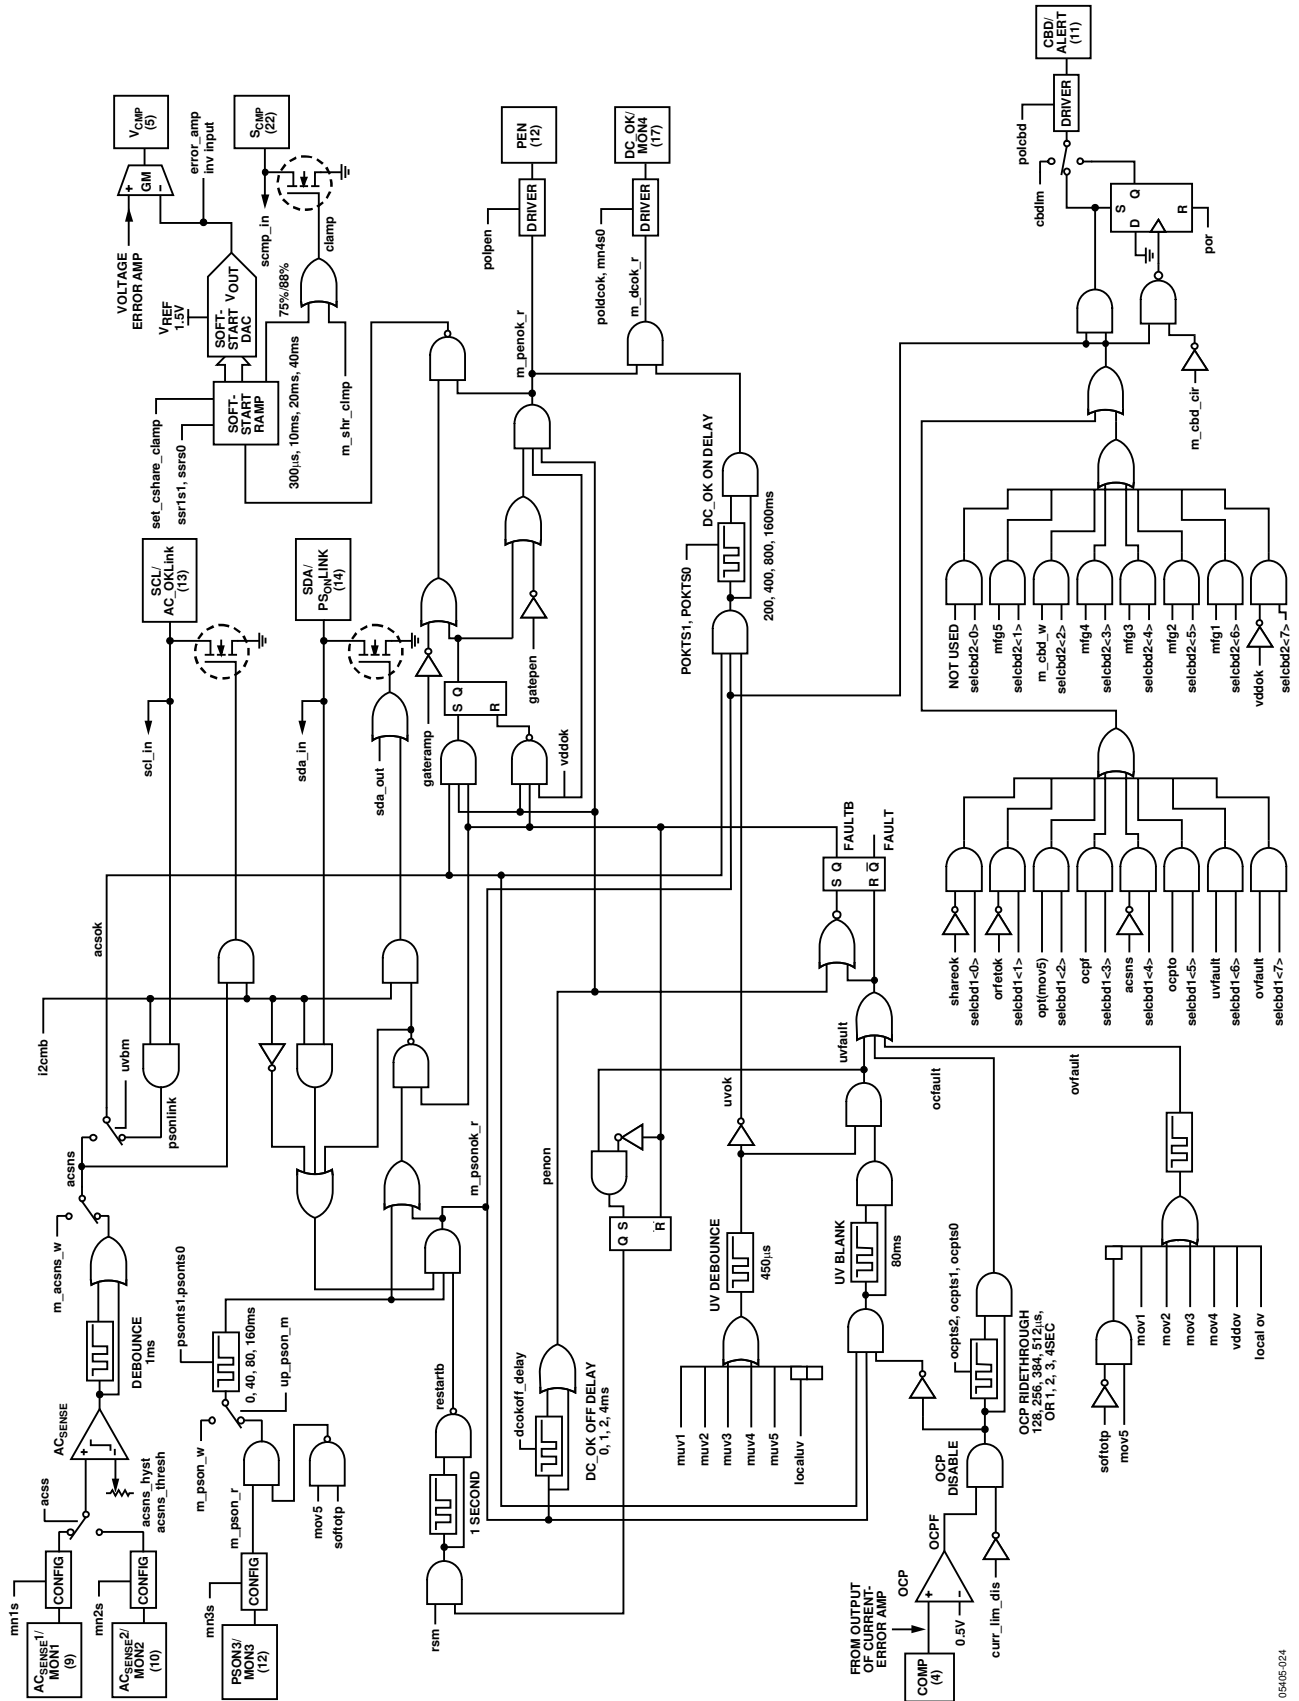 AC_SENSE1/
MON1
(9)
CONFIG
mn1s
AC_SENSE2/
MON2
(10)
CONFIG
mn2s
acss
AC_SENSE
+
–
acsns_hyst
acsns_thresh
DEBOUNCE
1ms
m_acsns_w
acsns
uvbm
psonlink
i2cmb
acsok
scl_in
SCL/
AC_OKLink
(13)
set_cshare_clamp
ssr1s1, ssrs0
SOFT-
START
RAMP
300µs, 10ms, 20ms, 40ms
VREF
1.5V
SOFT-
START
DAC
VOUT
VOLTAGE
ERROR AMP
+
–
GM
VCMP
(5)
error_amp
inv input
SCMP
(22)
scmp_in
clamp
75%/88%
m_shr_clmp
PSON3/
MON3
(12)
CONFIG
mn3s
m_pson_w
m_pson_r
mov5
softotp
psonts1.psonts0
0, 40, 80, 160ms
up_pson_m
sda_in
SDA/
PSONLINK
(14)
sda_out
gateramp
S Q
R
gatepen
vddok
m_penok_r
polpen
DRIVER
PEN
(12)
poldcok, mn4s0
m_dcok_r
DRIVER
DC_OK/
MON4
(17)
rsm
1 SECOND
restartb
m_psonok_r
dcokoff_delay
DC_OK OFF DELAY
0, 1, 2, 4ms
penon
Q S
R
FAULTB
S Q
R Q
FAULT
POKTS1, POKTS0
DC_OK ON DELAY
200, 400, 800, 1600ms
muv1
muv2
muv3
muv4
muv5
localuv
UV DEBOUNCE
450µs
uvok
UV BLANK
80ms
uvfault
ocfault
ovfault
FROM OUTPUT
OF CURRENT-
ERROR AMP
COMP
(4)
OCP
+
–
0.5V
OCPF
curr_lim_dis
OCP
DISABLE
ocpts2, ocpts1, ocpts0
OCP RIDETHROUGH
128, 256, 384, 512µs,
OR 1, 2, 3, 4SEC
softotp
mov5
mov1
mov2
mov3
mov4
vddov
local ov
shareok
selcbd1<0>
orfetok
selcbd1<1>
opt(mov5)
selcbd1<2>
ocpf
selcbd1<3>
acsns
selcbd1<4>
ocpto
selcbd1<5>
uvfault
selcbd1<6>
ovfault
selcbd1<7>
NOT USED
selcbd2<0>
mfg5
selcbd2<1>
m_cbd_w
selcbd2<2>
mfg4
selcbd2<3>
mfg3
selcbd2<4>
mfg2
selcbd2<5>
mfg1
selcbd2<6>
vddok
selcbd2<7>
m_cbd_cir
D S
Q
R
por
cbdlm
polcbd
DRIVER
CBD/
ALERT
(11)
05405-024